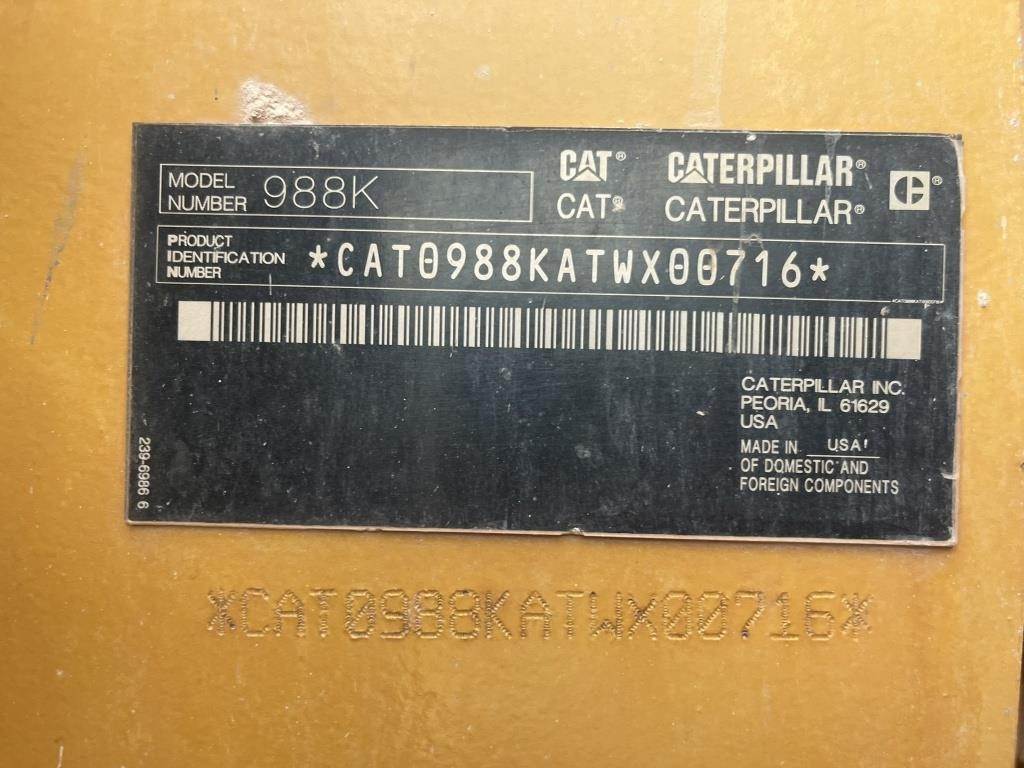 MODEL NUMBER 988K
CAT® CATERPILLAR®
CAT® CATERPILLAR®
PRODUCT IDENTIFICATION NUMBER *CAT0988KATWX00716*
CATERPILLAR INC.
PEORIA, IL 61629
USA
MADE IN USA
OF DOMESTIC AND
FOREIGN COMPONENTS
239-6986 6
*CAT0988KATWX00716*